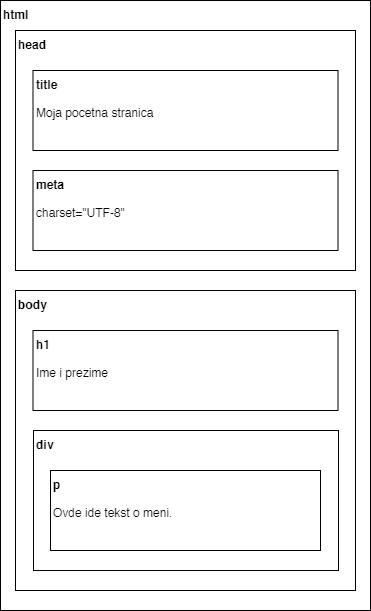 html
head
title
Moja pocetna stranica
meta
charset="UTF-8"
body
h1
Ime i prezime
div
p
Ovde ide tekst o meni.